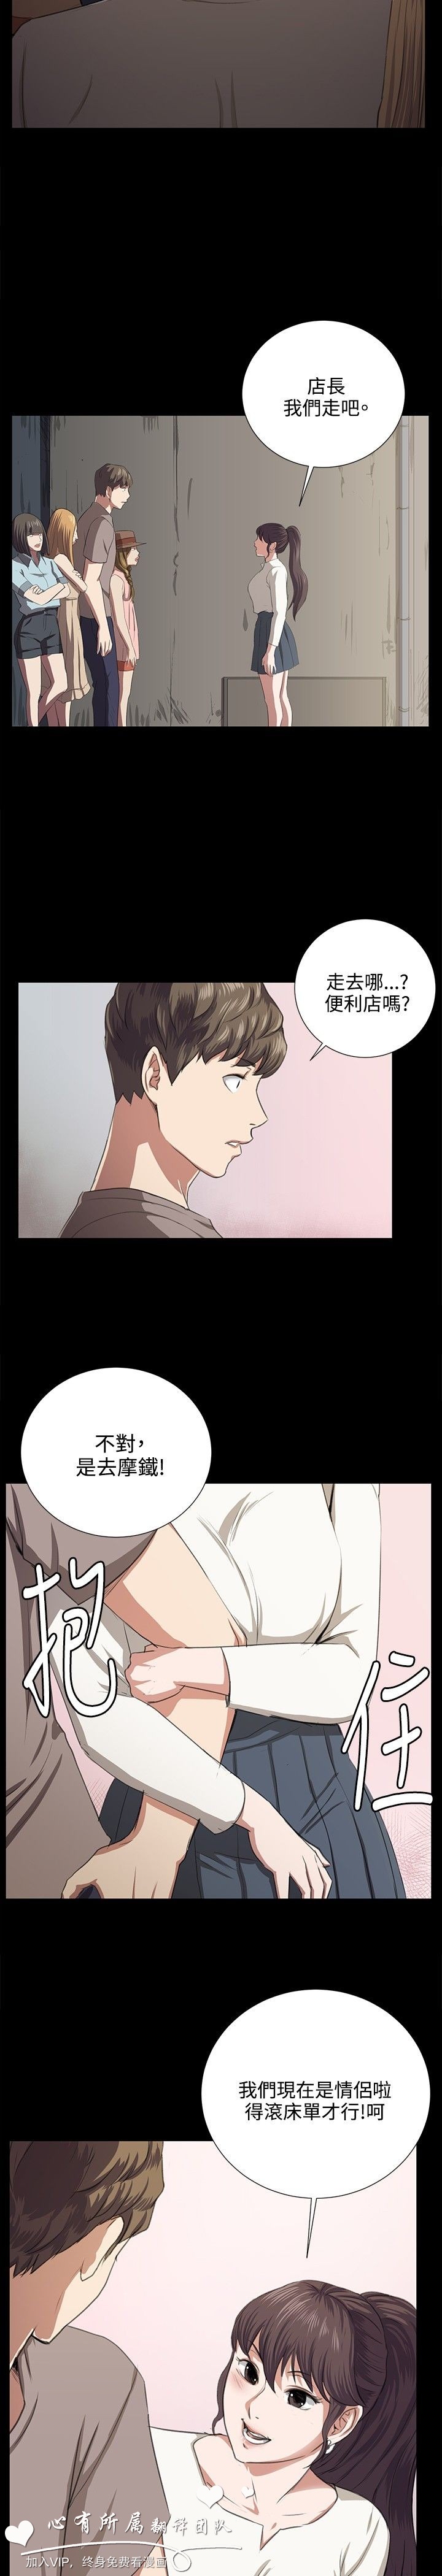 店長
我們走吧。
走去哪...?
便利店嗎?
不對，
是去摩鐵!
抱
住
我們現在是情侶啦
得滾床單才行!呵
心有所属翻译团队
加入VIP，终身免费看漫画